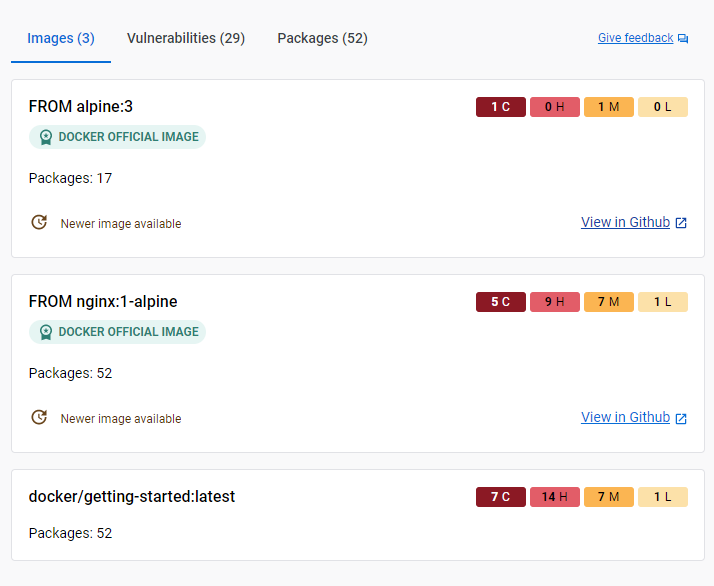 Images (3) Vulnerabilities (29) Packages (52) Give feedback
FROM alpine:3 1 C 0 H 1 M 0 L
DOCKER OFFICIAL IMAGE
Packages: 17
Newer image available View in Github
FROM nginx:1-alpine 5 C 9 H 7 M 1 L
DOCKER OFFICIAL IMAGE
Packages: 52
Newer image available View in Github
docker/getting-started:latest 7 C 14 H 7 M 1 L
Packages: 52